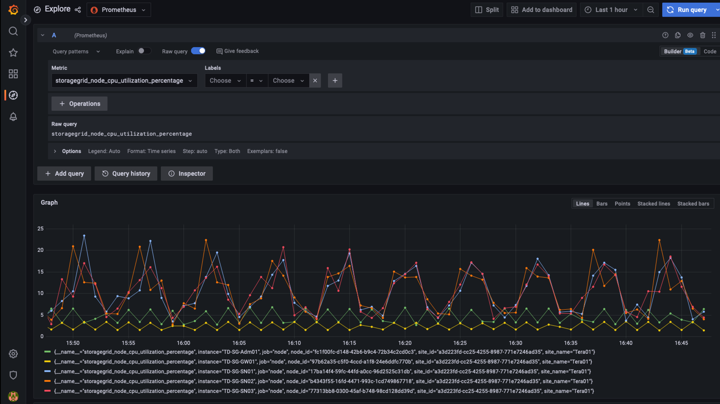 Explore
Prometheus
Split
Add to dashboard
Last 1 hour
Run query
A (Prometheus)
Query patterns
Explain
Raw query
Give feedback
Builder Beta
Code
Metric
Labels
storagegrid_node_cpu_utilization_percentage
Choose = Choose
+ Operations
Raw query
storagegrid_node_cpu_utilization_percentage
Options Legend: Auto Format: Time series Step: auto Type: Both Exemplars: false
+ Add query
Query history
Inspector
Graph
Lines Bars Points Stacked lines Stacked bars
25
20
15
10
5
0
15:50 15:55 16:00 16:05 16:10 16:15 16:20 16:25 16:30 16:35 16:40 16:45
{__name__="storagegrid_node_cpu_utilization_percentage", instance="TD-SG-Adm01", job="node", node_id="fc1f00fc-d148-42b6-b9c4-72b34c2cd0c3", site_id="a3d223fd-cc25-4255-8987-771e7246ad35", site_name="Tera01"}
{__name__="storagegrid_node_cpu_utilization_percentage", instance="TD-SG-GW01", job="node", node_id="97b62a35-c5f0-4ccd-a1f8-24e6ddfc770b", site_id="a3d223fd-cc25-4255-8987-771e7246ad35", site_name="Tera01"}
{__name__="storagegrid_node_cpu_utilization_percentage", instance="TD-SG-SN01", job="node", node_id="17ba14f4-59fc-44fd-a0cc-96d2525c31db", site_id="a3d223fd-cc25-4255-8987-771e7246ad35", site_name="Tera01"}
{__name__="storagegrid_node_cpu_utilization_percentage", instance="TD-SG-SN02", job="node", node_id="b4343f55-16fd-4471-993c-1cd749867718", site_id="a3d223fd-cc25-4255-8987-771e7246ad35", site_name="Tera01"}
{__name__="storagegrid_node_cpu_utilization_percentage", instance="TD-SG-SN03", job="node", node_id="77313bb8-0300-45af-b748-98cd128dd39d", site_id="a3d223fd-cc25-4255-8987-771e7246ad35", site_name="Tera01"}